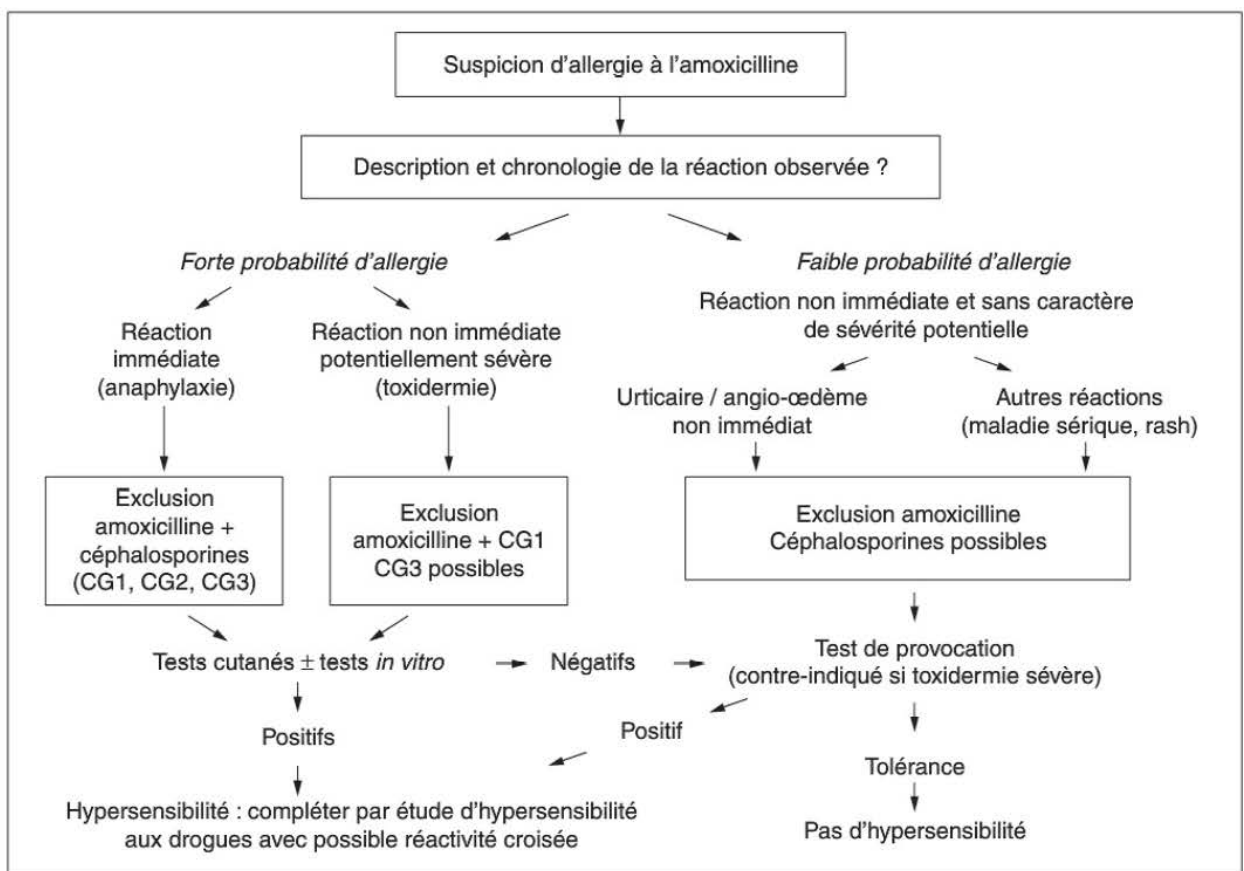 Suspicion d'allergie à l'amoxicilline
Description et chronologie de la réaction observée ?
Forte probabilité d'allergie
Réaction
immédiate
(anaphylaxie)
Réaction non immédiate
potentiellement sévère
(toxidermie)
Faible probabilité d'allergie
Réaction non immédiate et sans caractère
de sévérité potentielle
Urticaire / angio-œdème
non immédiat
Autres réactions
(maladie sérique, rash)
Exclusion
amoxicilline +
céphalosporines
(CG1, CG2, CG3)
Exclusion
amoxicilline + CG1
CG3 possibles
Exclusion amoxicilline
Céphalosporines possibles
Tests cutanés ± tests in vitro
Négatifs
Test de provocation
(contre-indiqué si toxidermie sévère)
Positifs
Positif
Tolérance
Hypersensibilité : compléter par étude d'hypersensibilité
aux drogues avec possible réactivité croisée
Pas d'hypersensibilité